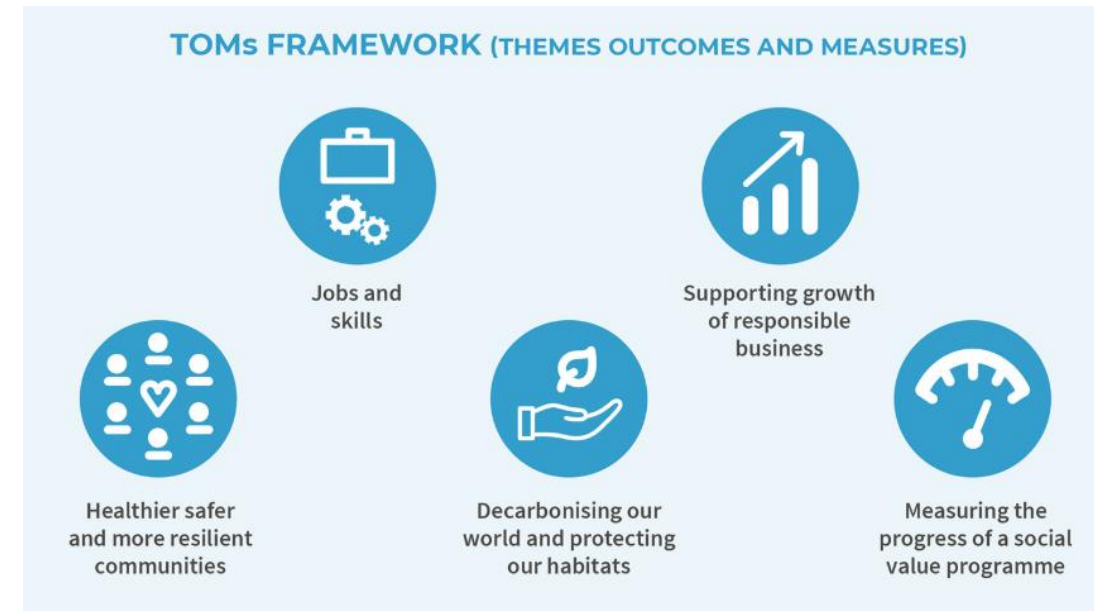 TOMs FRAMEWORK (THEMES OUTCOMES AND MEASURES)
Jobs and
skills
Supporting growth
of responsible
business
Healthier safer
and more resilient
communities
Decarbonising our
world and protecting
our habitats
Measuring the
progress of a social
value programme